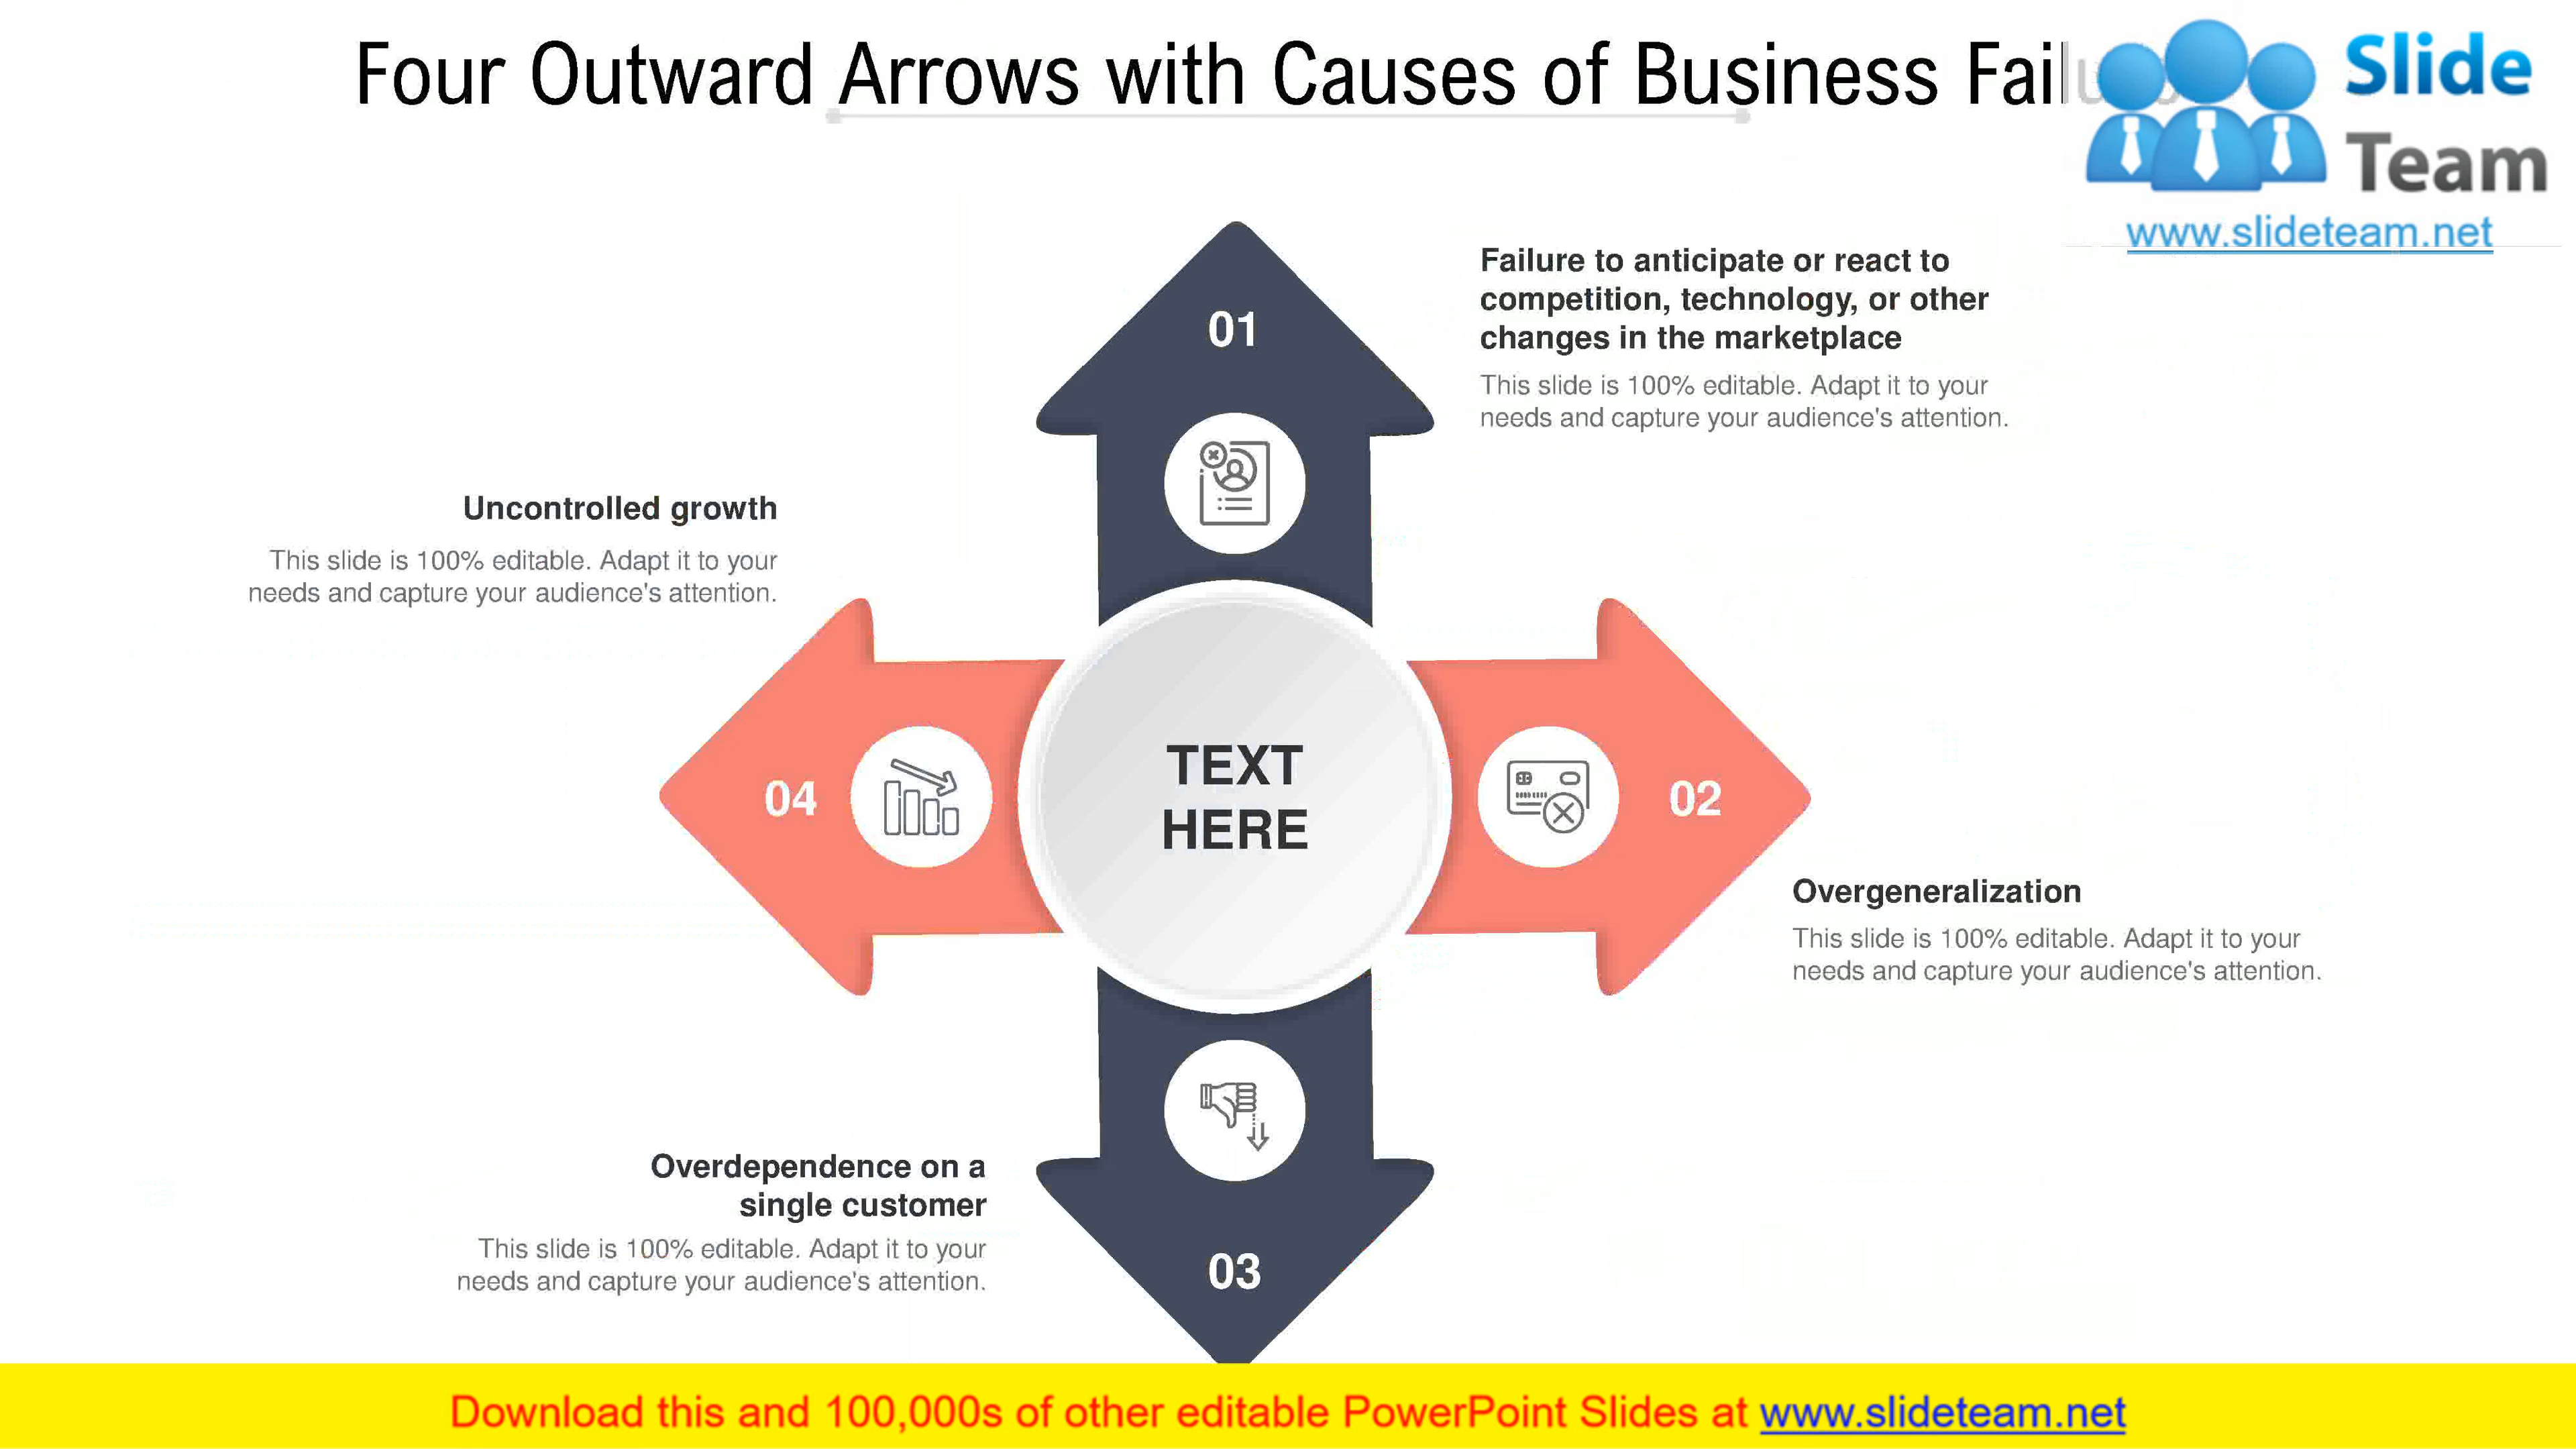 Four Outward Arrows with Causes of Business
Slide
Team
www.slideteam.net
01
Failure to anticipate or react to
competition, technology, or other
changes in the marketplace
This slide is 100% editable. Adapt it to your
needs and capture your audience's attention.
Uncontrolled growth
This slide is 100% editable. Adapt it to your
needs and capture your audience's attention.
04
TEXT
HERE
02
Overgeneralization
This slide is 100% editable. Adapt it to your
needs and capture your audience's attention.
Overdependence on a
single customer
This slide is 100% editable. Adapt it to your
needs and capture your audience's attention.
03
Download this and 100,000s of other editable PowerPoint Slides at www.slideteam.net